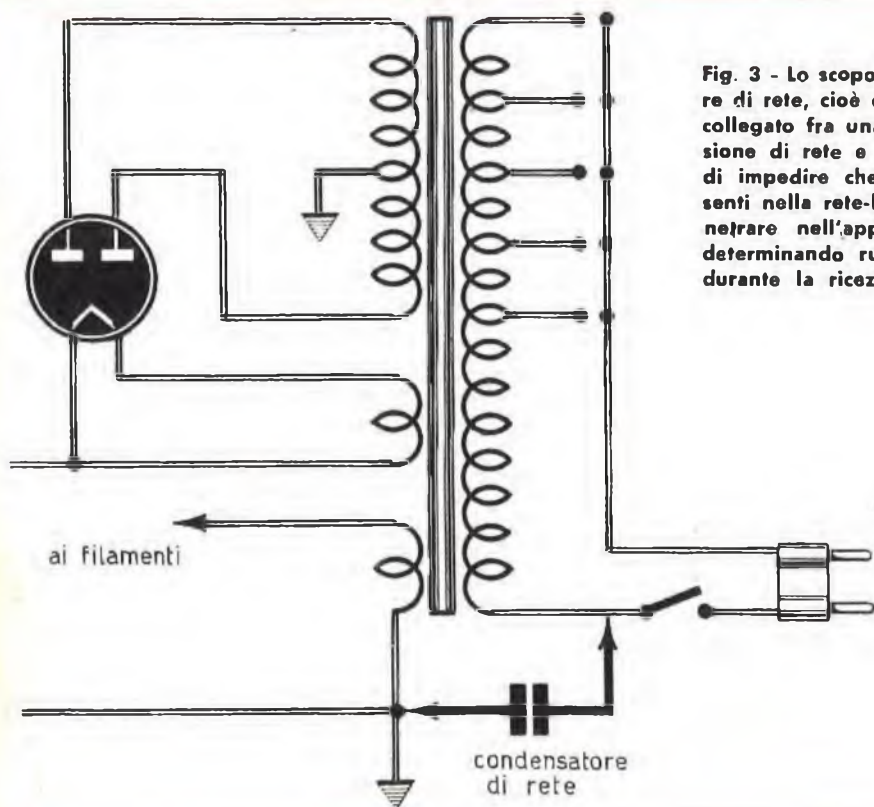 Fig. 3 - Lo scopo
re di rete, cioè
collegato fra una
sione di rete e
di impedire che
senti nella rete-
netrare nell'app
determinando ru
durante la ricez
ai filamenti
condensatore
di rete